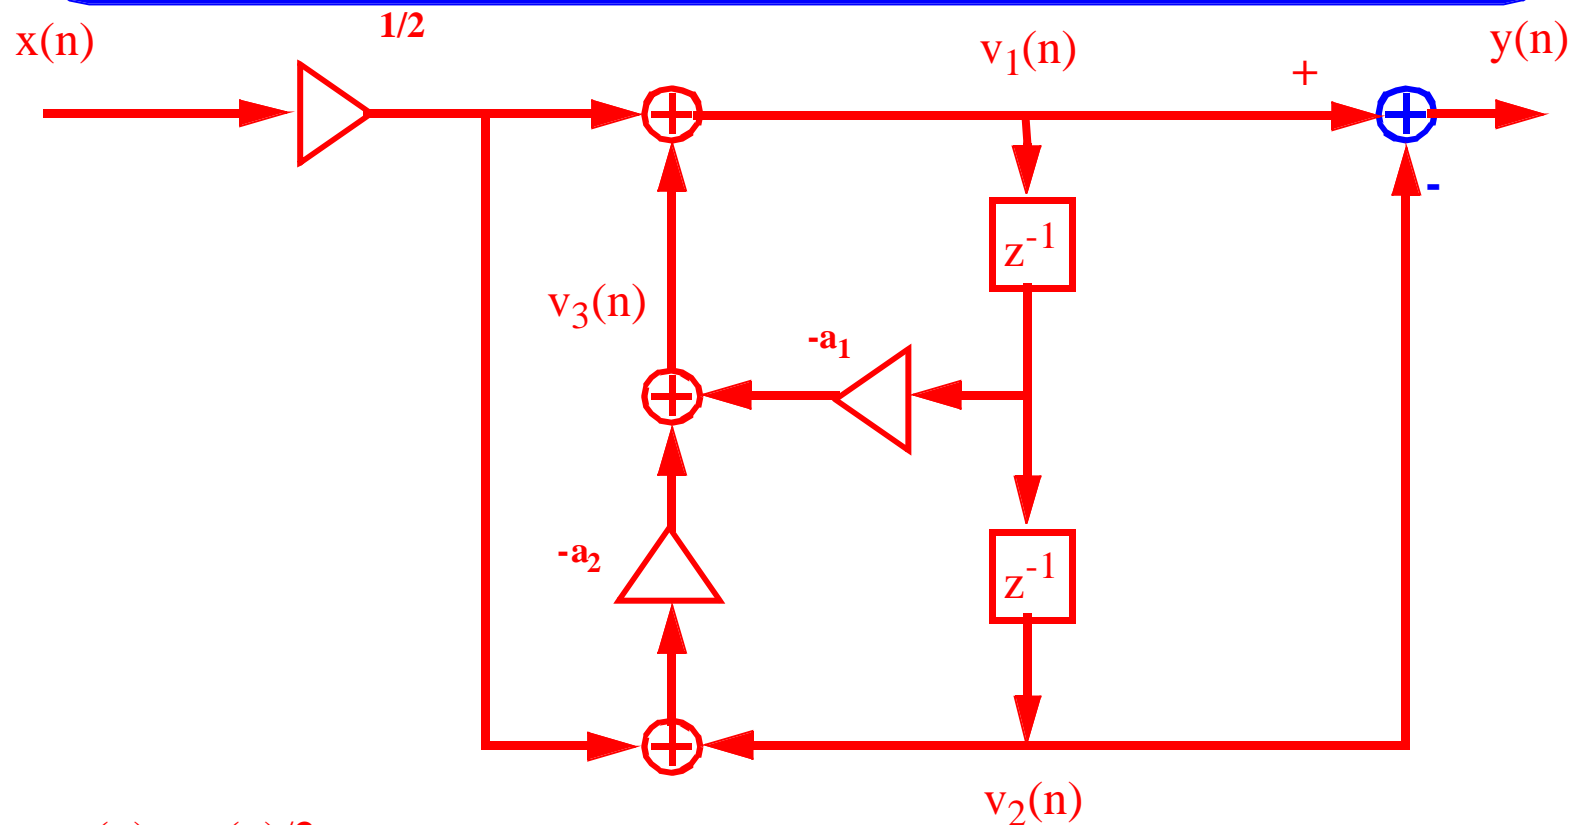 1/2
x(n)
v1(n)
y(n)
+
-
z-1
v3(n)
-a1
-a2
z-1
v2(n)